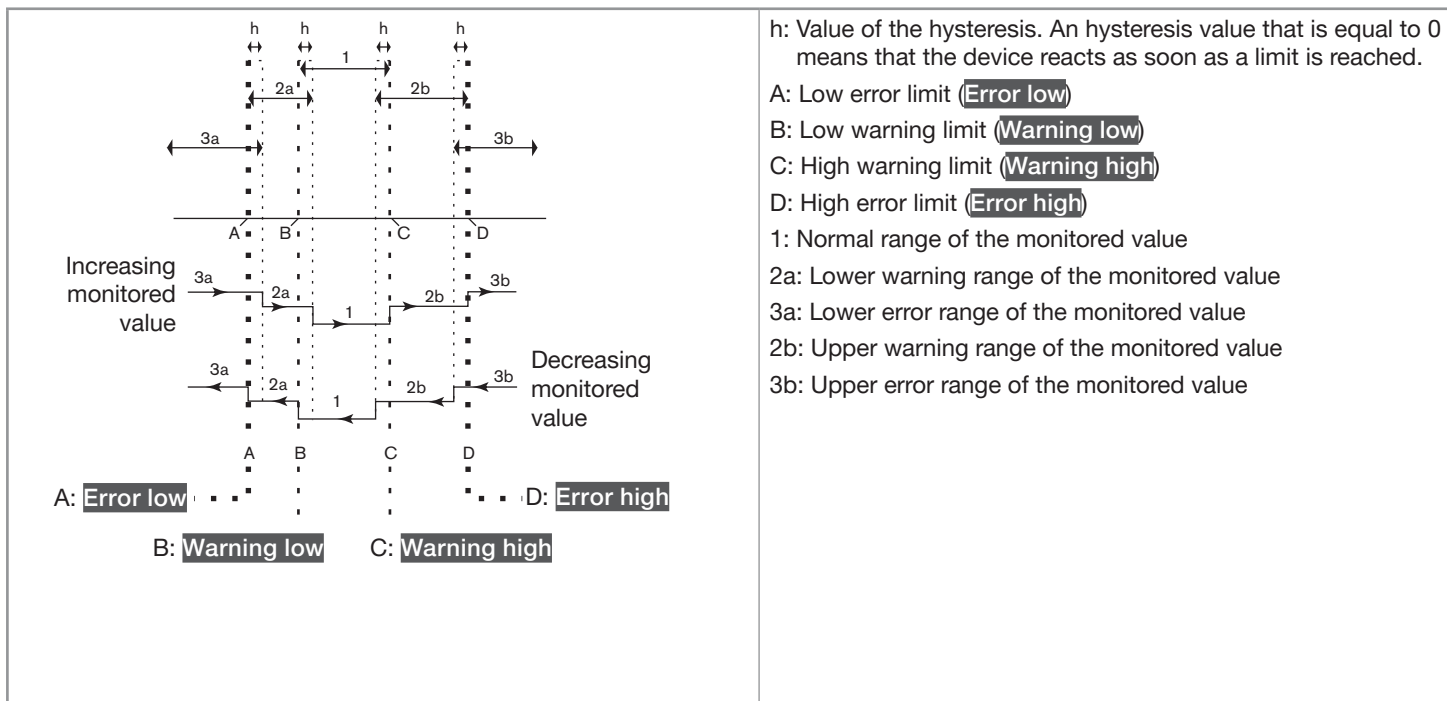 h h h h
1
2a 2b
3a 3b
A B C D
Increasing
monitored
value
3a 2a 1 2b 3b
Decreasing
monitored
value
3a 2a 1 2b 3b
A B C D
A: Error low
D: Error high
B: Warning low
C: Warning high
h: Value of the hysteresis. An hysteresis value that is equal to 0
means that the device reacts as soon as a limit is reached.
A: Low error limit (Error low)
B: Low warning limit (Warning low)
C: High warning limit (Warning high)
D: High error limit (Error high)
1: Normal range of the monitored value
2a: Lower warning range of the monitored value
3a: Lower error range of the monitored value
2b: Upper warning range of the monitored value
3b: Upper error range of the monitored value